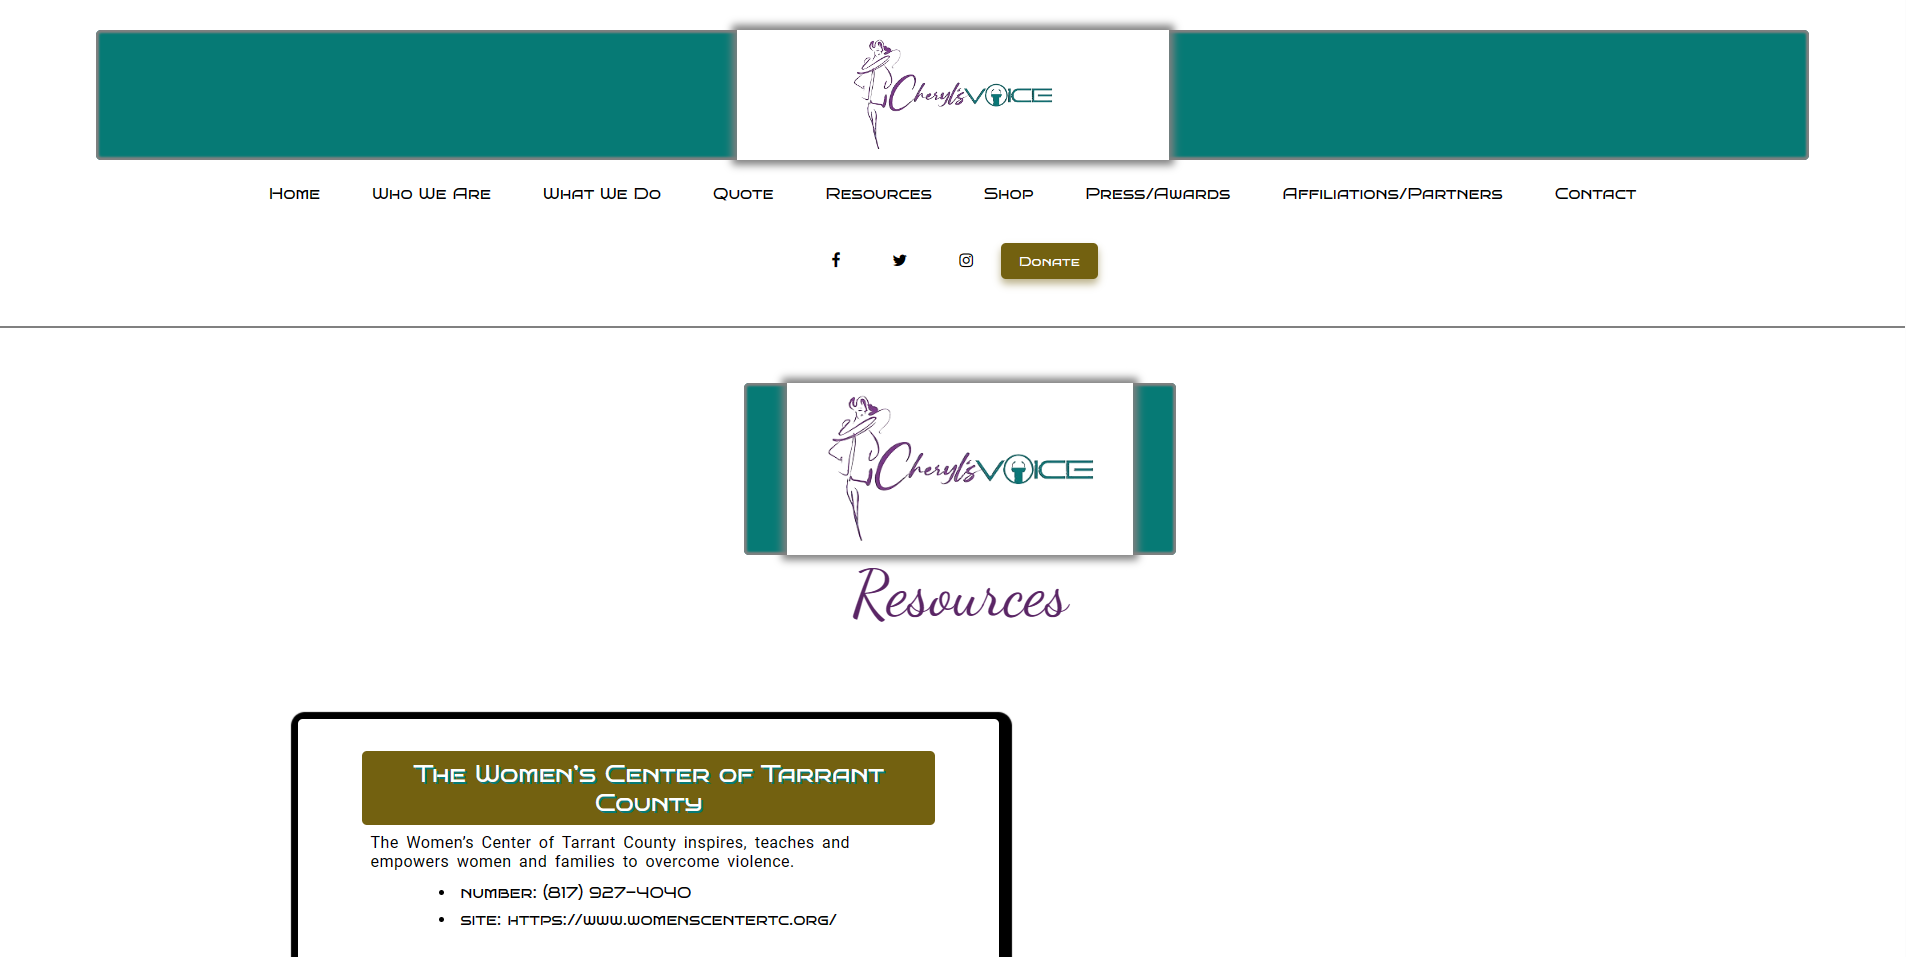 Cheryl's VOICE
Home Who We Are What We Do Quote Resources Shop Press/Awards Affiliations/Partners Contact
Donate
Cheryl's VOICE
Resources
The Women's Center of Tarrant
County
The Women's Center of Tarrant County inspires, teaches and
empowers women and families to overcome violence.
• number: (817) 927-4040
• site: https://www.womenscentertc.org/